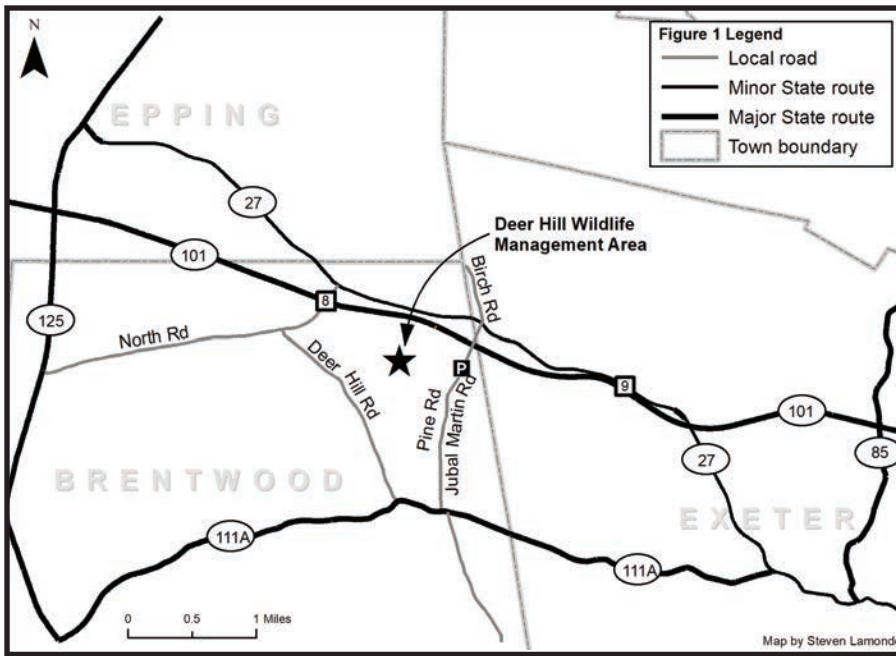 N
Figure 1 Legend
Local road
Minor State route
Major State route
Town boundary
EPPING
27
Deer Hill Wildlife
Management Area
101
Birch Rd
8
125
North Rd
Deer Hill Rd
P
Pine Rd
Jubal Martin Rd
9
101
BRENTWOOD
27
85
EXETER
111A
111A
0 0.5 1 Miles
Map by Steven Lamonde